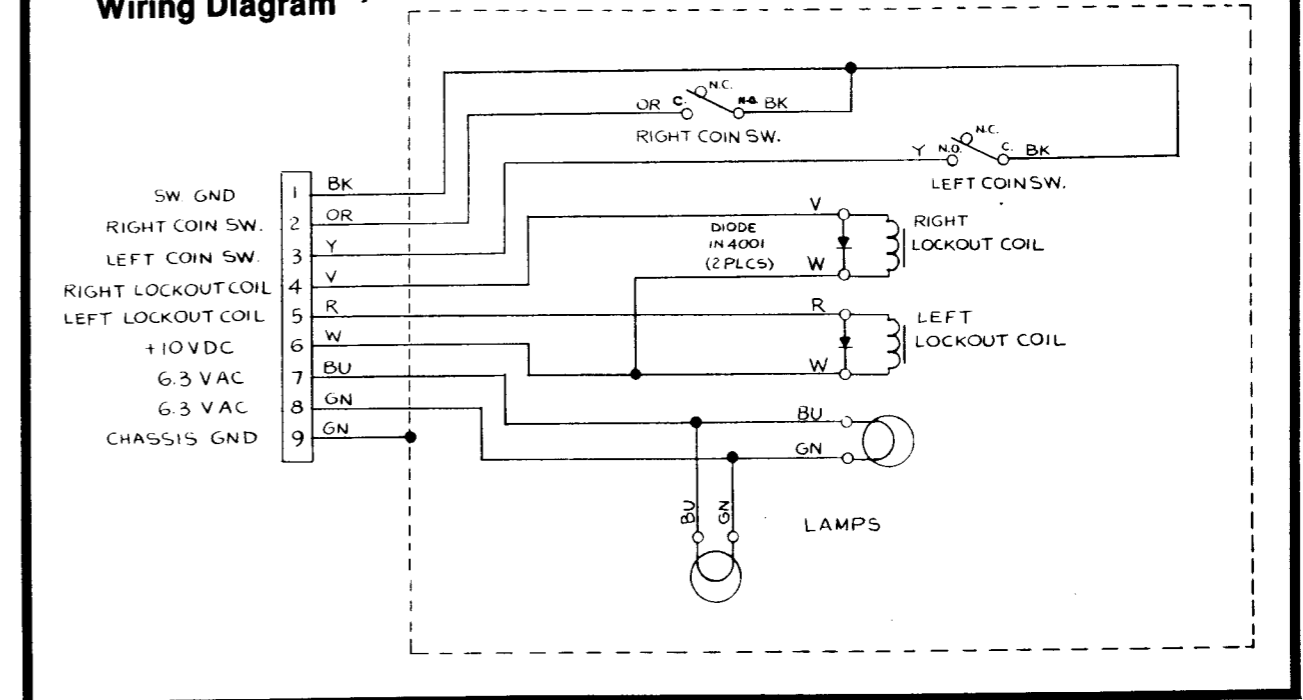 Wiring Diagram
N.C.
OR C. N.O. BK
RIGHT COIN SW.
N.C.
Y N.O. C. BK
LEFT COIN SW.
SW GND 1 BK
RIGHT COIN SW. 2 OR
LEFT COIN SW. 3 Y
RIGHT LOCKOUT COIL 4 V
LEFT LOCKOUT COIL 5 R
+10VDC 6 W
6.3 VAC 7 BU
6.3 VAC 8 GN
CHASSIS GND 9 GN
V
DIODE
IN 4001
(2 PLCS)
W
RIGHT
LOCKOUT COIL
R
W
LEFT
LOCKOUT COIL
BU
GN
BU
GN
LAMPS